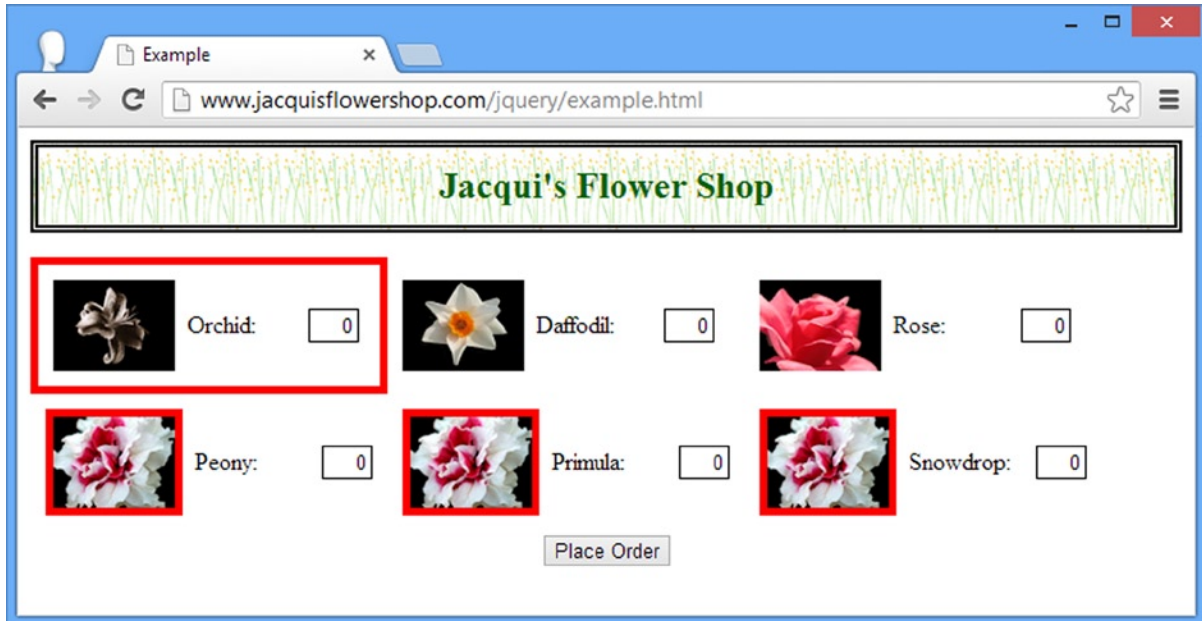 Example
www.jacquisflowershop.com/jquery/example.html
Jacqui's Flower Shop
Orchid: 0 Daffodil: 0 Rose: 0
Peony: 0 Primula: 0 Snowdrop: 0
Place Order